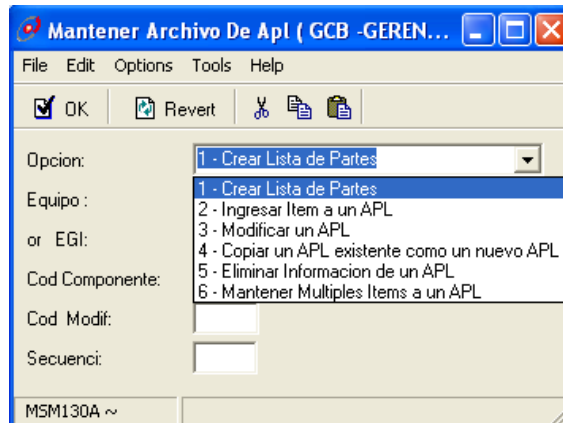 Mantener Archivo De Apl ( GCB -GEREN...
File Edit Options Tools Help
OK Revert
Opcion: 1 - Crear Lista de Partes
1 - Crear Lista de Partes
Equipo : 2 - Ingresar Item a un APL
3 - Modificar un APL
or EGI: 4 - Copiar un APL existente como un nuevo APL
Cod Componente: 5 - Eliminar Informacion de un APL
6 - Mantener Multiples Items a un APL
Cod Modif:
Secuenci:
MSM130A ~